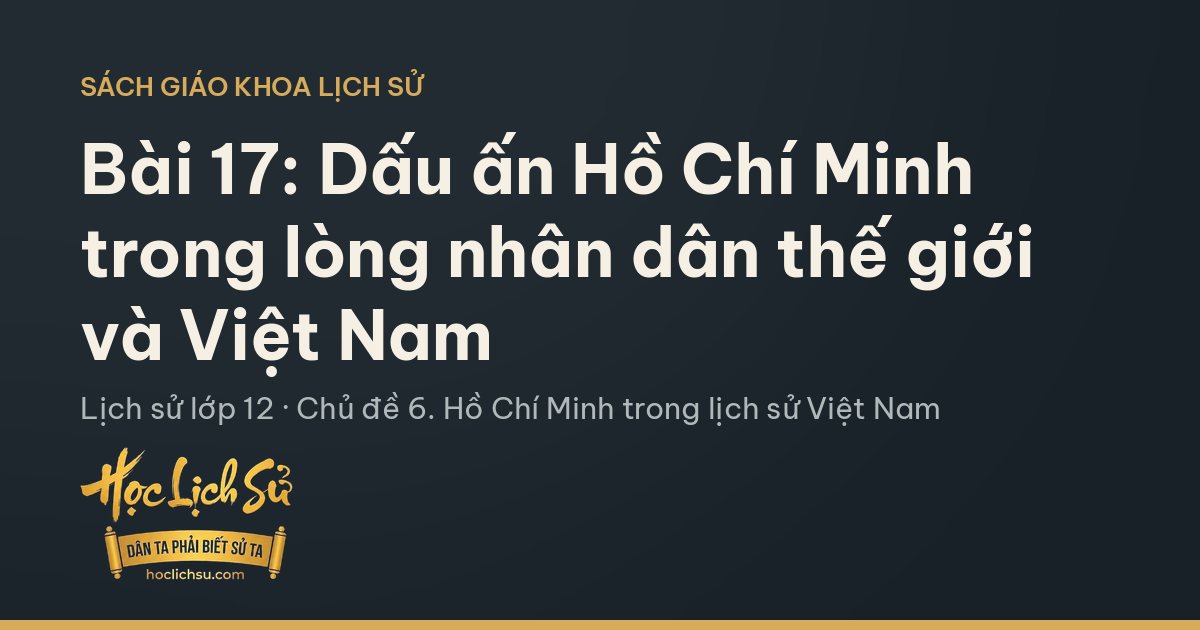 SÁCH GIÁO KHOA LỊCH SỬ
Bài 17: Dấu ấn Hồ Chí Minh
trong lòng nhân dân thế giới
và Việt Nam
Lịch sử lớp 12 · Chủ đề 6. Hồ Chí Minh trong lịch sử Việt Nam
Học Lịch Sử
DÂN TA PHẢI BIẾT SỬ TA
hoclichsu.com